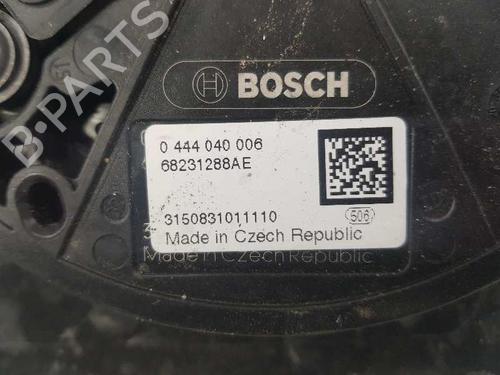 B-PARTS
BOSCH
0 444 040 006
68231288AE
3150831011110
506
Made in Czech Republic
Made in Czech Republic